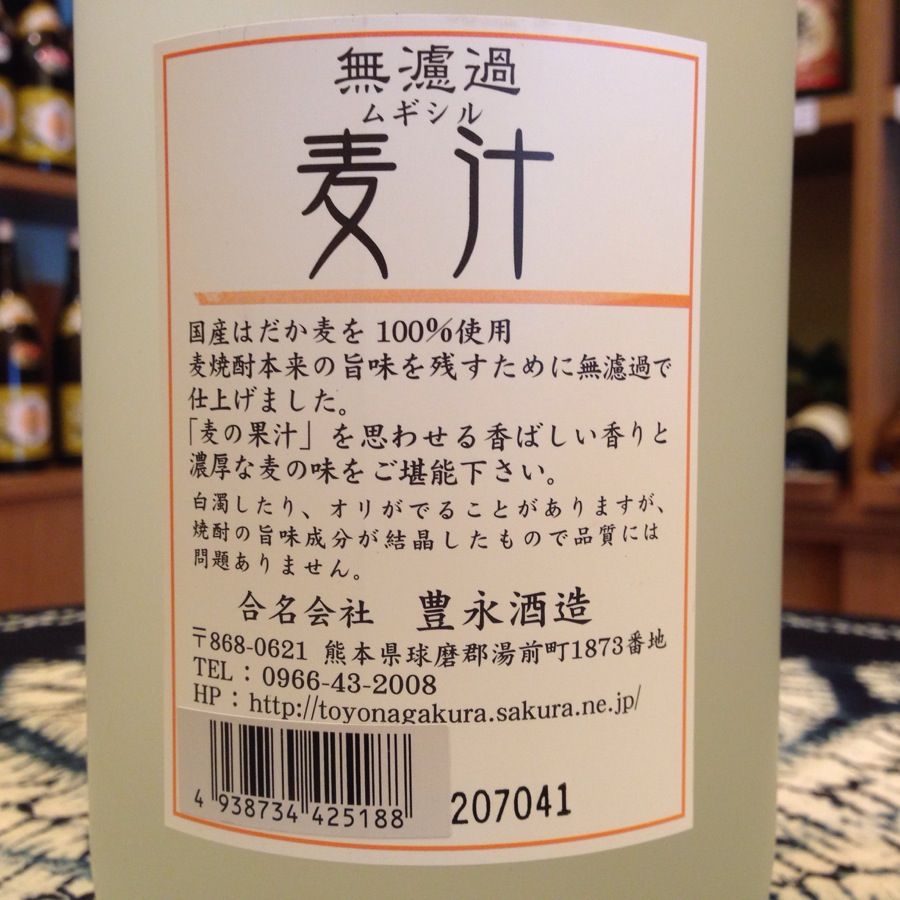 無濾過
ムギシル
麦汁
国産はだか麦を100%使用
麦焼酎本来の旨味を残すために無濾過で
仕上げました。
「麦の果汁」を思わせる香ばしい香りと
濃厚な麦の味をご堪能下さい。
白濁したり、オリがでることがありますが、
焼酎の旨味成分が結晶したもので品質には
問題ありません。
合名会社 豊永酒造
〒868-0621 熊本県球磨郡湯前町1873番地
TEL：0966-43-2008
HP：http://toyonagakura.sakura.ne.jp/
4 938734 425188
207041